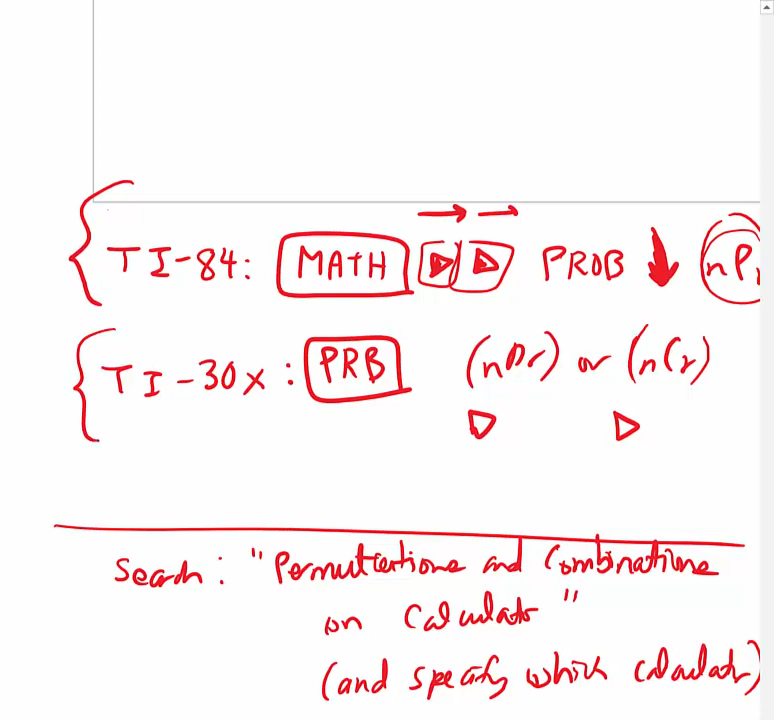 TI-84: MATH ▷ ▷ PROB ↓ nPr
TI-30x: PRB (nPr) or (nCr)
▷ ▷
Search: "Permutations and Combinations
on Calculator"
(and specify which calculator)